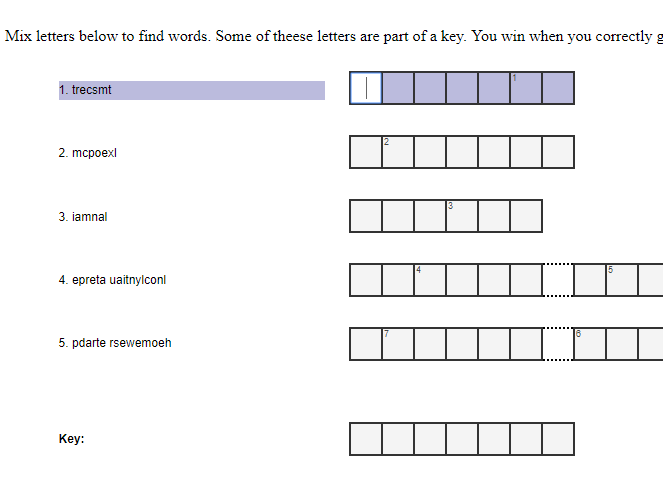 Mix letters below to find words. Some of theese letters are part of a key. You win when you correctly g
1. trecsmt
1
2. mcpoexl
2
3. iamnal
3
4. epreta uaitnylconl
4
5
5. pdarte rsewemoeh
7
6
Key: